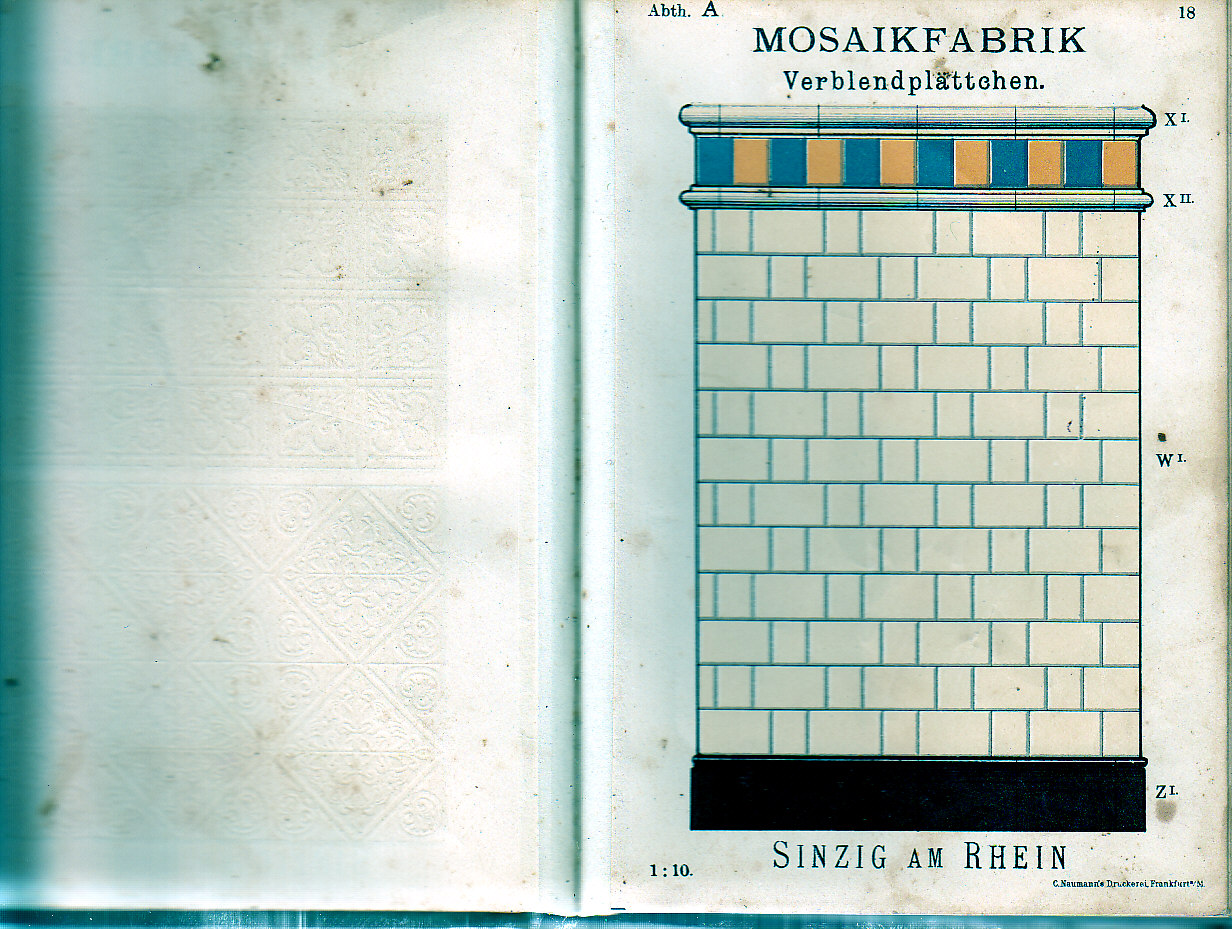 Abth. A.
18
MOSAIKFABRIK
Verblendplättchen.
X I.
X II.
W I.
Z I.
SINZIG AM RHEIN
1:10.
C. Naumann's Druckerei, Frankfurt a/M.